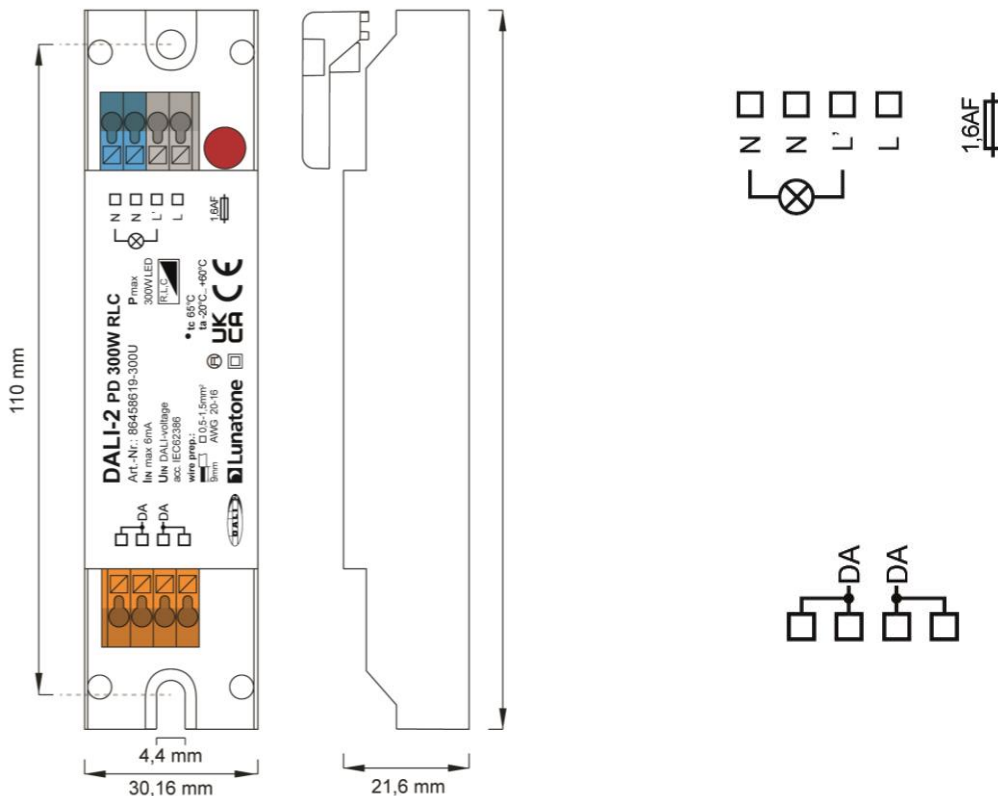 110 mm
4,4 mm
30,16 mm
21,6 mm
N
N
L'
L
1,6AF
DALI-2 PD 300W RLC
Art.-Nr.: 86458619-300U
IIN max 6mA
UIN DALI-voltage
acc. IEC62386
wire prep.:
0,5-1,5mm²
AWG 20-16
9mm
Lunatone
Pmax
300W LED
R,L,C
tc 65°C
ta -20°C... +60°C
UK
CA
CE
DALI
DA
DA
N
N
L'
L
1,6AF
DA
DA